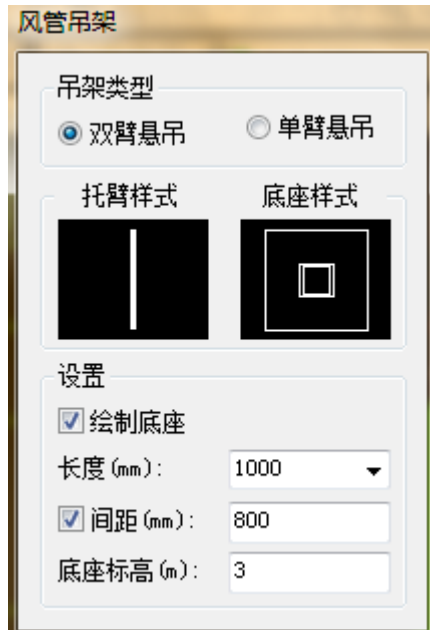 风管吊架
吊架类型
双臂悬吊 单臂悬吊
托臂样式 底座样式
设置
绘制底座
长度(mm): 1000
间距(mm): 800
底座标高(m): 3